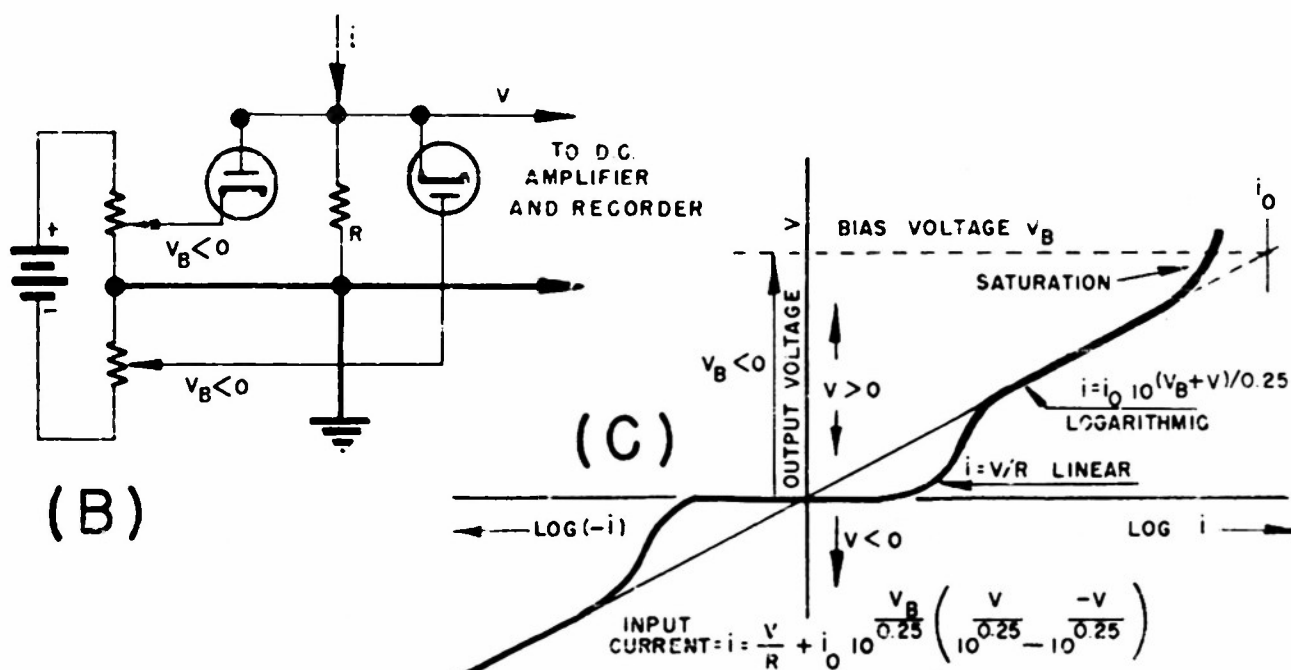 i
V
TO D.C.
AMPLIFIER
AND RECORDER
+
V_B<0
R
-
V_B<0
(B)
V
BIAS VOLTAGE V_B
i_0
SATURATION
OUTPUT VOLTAGE
V_B<0
V>0
i=i_0 10^(V_B+V)/0.25
LOGARITHMIC
(C)
i=V/R LINEAR
LOG(-i)
LOG i
V<0
INPUT
CURRENT=i= V/R + i_0 10^V_B/0.25 (10^V/0.25 - 10^-V/0.25)